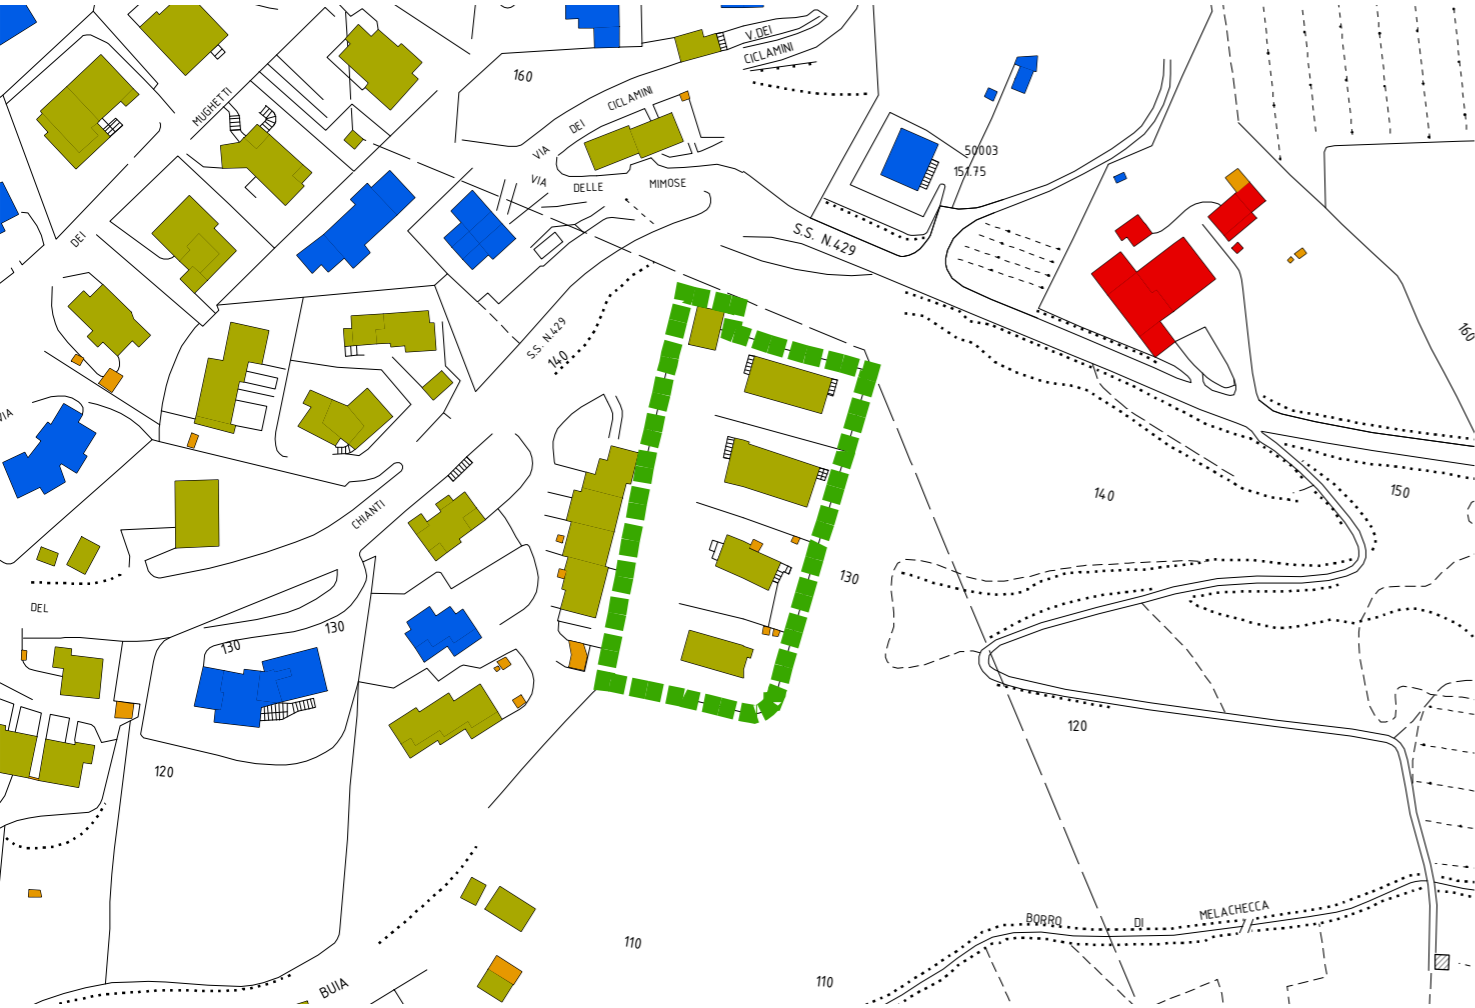 V.DEI
CICLAMINI
160
CICLAMINI
DEI
VIA
MUGHETTI
DEI
VIA
DELLE
MIMOSE
50003
151.75
S.S. N.429
S.S. N.429
140
160
VIA
140
150
CHIANTI
130
DEL
130
130
120
120
BORRO
DI
MELACHECCA
110
110
BUIA